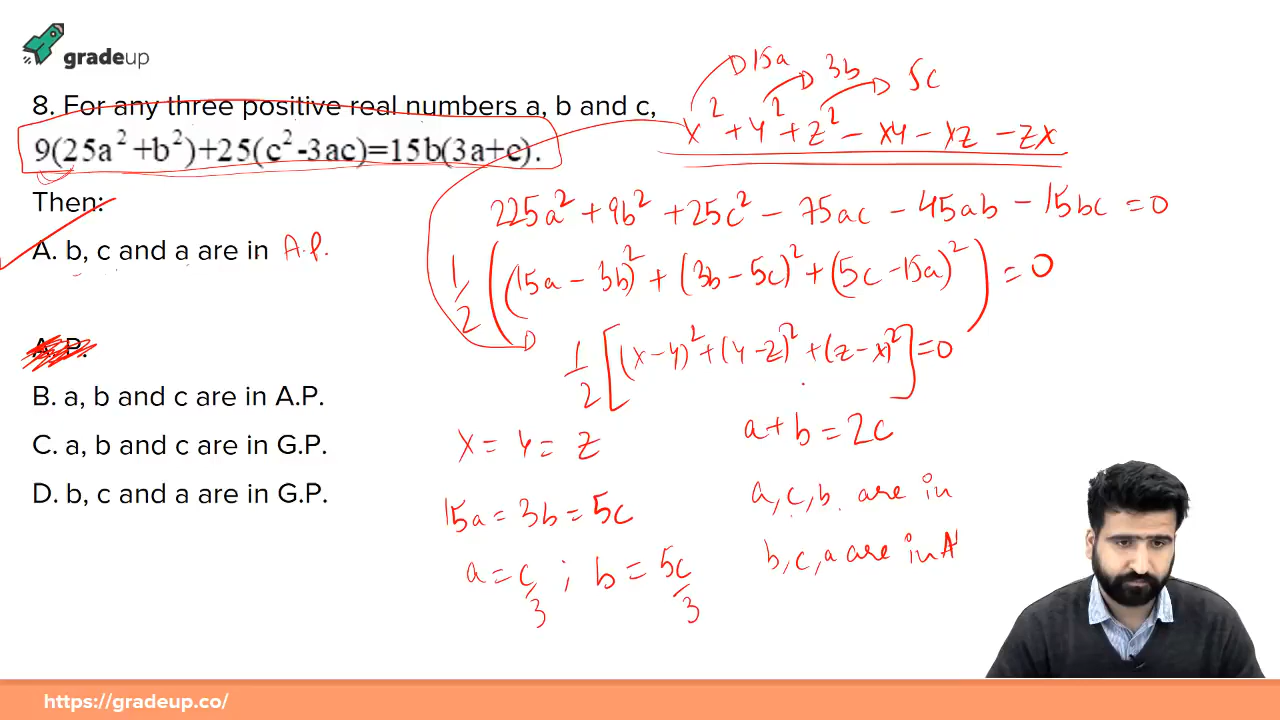 gradeup
8. For any three positive real numbers a, b and c,
9(25a² +b²)+25(c²-3ac)=15b(3a+c).
Then:
A. b, c and a are in A.P.
A. P.
B. a, b and c are in A.P.
C. a, b and c are in G.P.
D. b, c and a are in G.P.
15a 3b 5c
x² + y² + z² - xy - yz - zx
225a² + 9b² + 25c² - 75ac - 45ab - 15bc = 0
1/2 ((15a - 3b)² + (3b - 5c)² + (5c - 15a)²) = 0
1/2 [(x-y)² + (y-z)² + (z-x)²] = 0
x = y = z
15a = 3b = 5c
a = c/3 ; b = 5c/3
a + b = 2c
a, c, b are in
b, c, a are in A
https://gradeup.co/